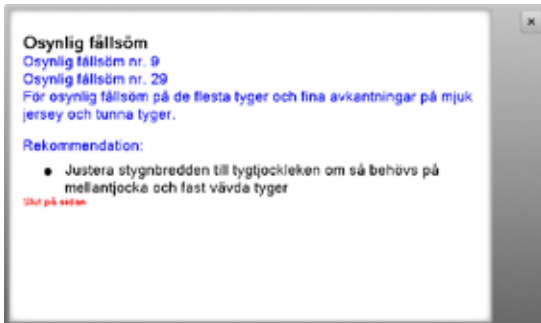 Osynlig fållsöm
Osynlig fållsöm nr. 9
Osynlig fållsöm nr. 29
För osynlig fållsöm på de flesta tyger och fina avkantningar på mjuk
jersey och tunna tyger.
Rekommendation:
• Justera stygnbredden till tygtjockleken om så behövs på
mellantjocka och fast vävda tyger
Slut på sidan